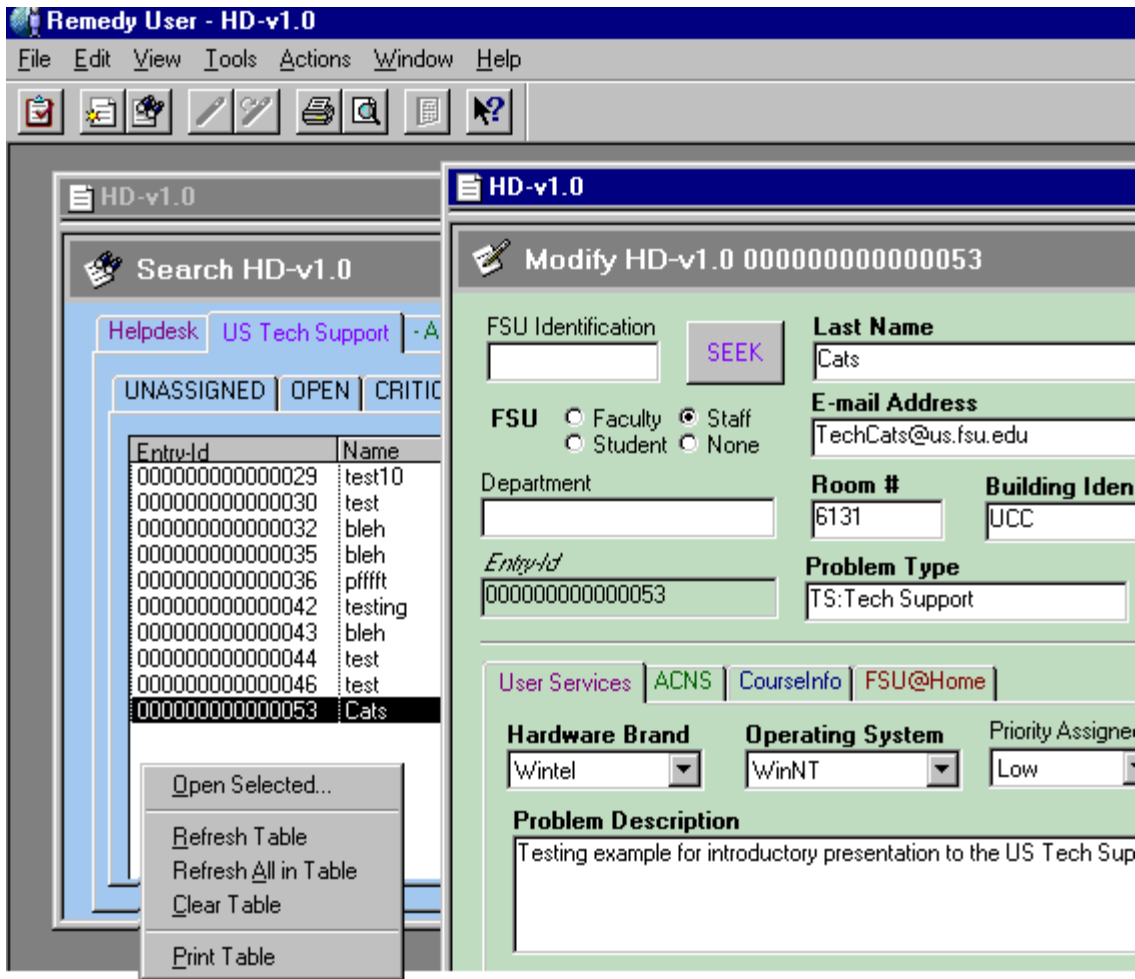 Remedy User - HD-v1.0
File Edit View Tools Actions Window Help
HD-v1.0
Search HD-v1.0
Helpdesk US Tech Support - A
UNASSIGNED OPEN CRITIC
Entry-Id Name
000000000000029 test10
000000000000030 test
000000000000032 bleh
000000000000035 bleh
000000000000036 pfffft
000000000000042 testing
000000000000043 bleh
000000000000044 test
000000000000046 test
000000000000053 Cats
Open Selected...
Refresh Table
Refresh All in Table
Clear Table
Print Table
HD-v1.0
Modify HD-v1.0 000000000000053
FSU Identification
SEEK
Last Name
Cats
FSU Faculty Staff
Student None
E-mail Address
TechCats@us.fsu.edu
Department
Room # Building Iden
6131 UCC
Entry-Id
000000000000053
Problem Type
TS:Tech Support
User Services ACNS CourseInfo FSU@Home
Hardware Brand Operating System Priority Assigned
Wintel WinNT Low
Problem Description
Testing example for introductory presentation to the US Tech Sup